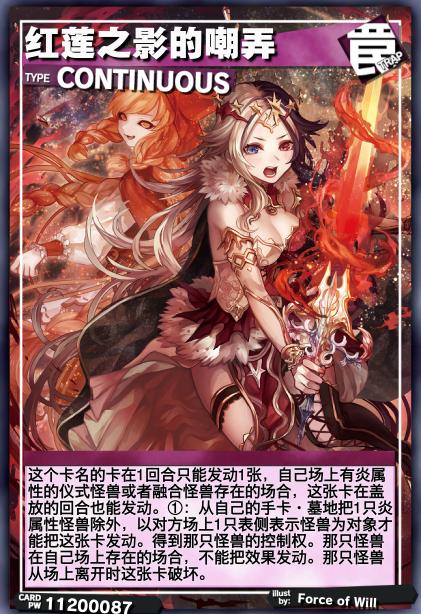 红莲之影的嘲弄
TRAP
TYPE CONTINUOUS
这个卡名的卡在1回合只能发动1张，自己场上有炎
属性的仪式怪兽或者融合怪兽存在的场合，这张卡在盖
放的回合也能发动。①：从自己的手卡・墓地把1只炎
属性怪兽除外，以对方场上1只表侧表示怪兽为对象才
能把这张卡发动。得到那只怪兽的控制权。那只怪兽
在自己场上存在的场合，不能把效果发动。那只怪兽
从场上离开时这张卡破坏。
CARD PW 11200087
illust by: Force of Will